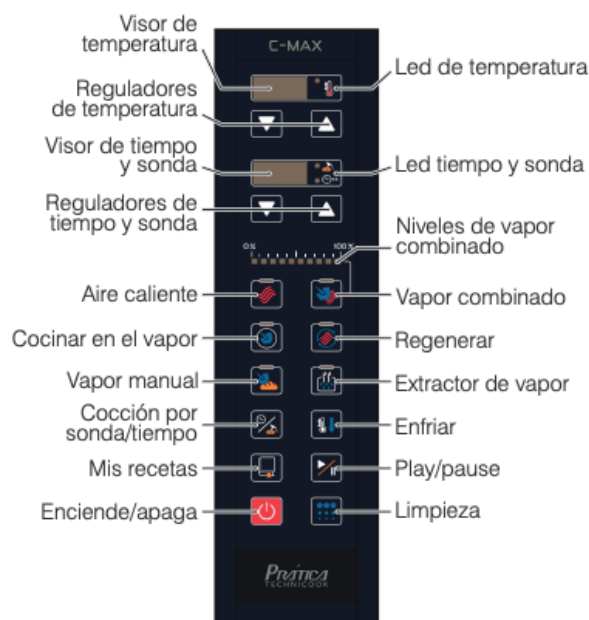 Visor de
temperatura
C-MAX
Led de temperatura
Reguladores
de temperatura
Visor de tiempo
y sonda
Led tiempo y sonda
Reguladores de
tiempo y sonda
Niveles de vapor
combinado
0%
100%
Aire caliente
Vapor combinado
Cocinar en el vapor
Regenerar
Vapor manual
Extractor de vapor
Cocción por
sonda/tiempo
Enfriar
Mis recetas
Play/pause
Enciende/apaga
Limpieza
Prática
TECHNICOOK